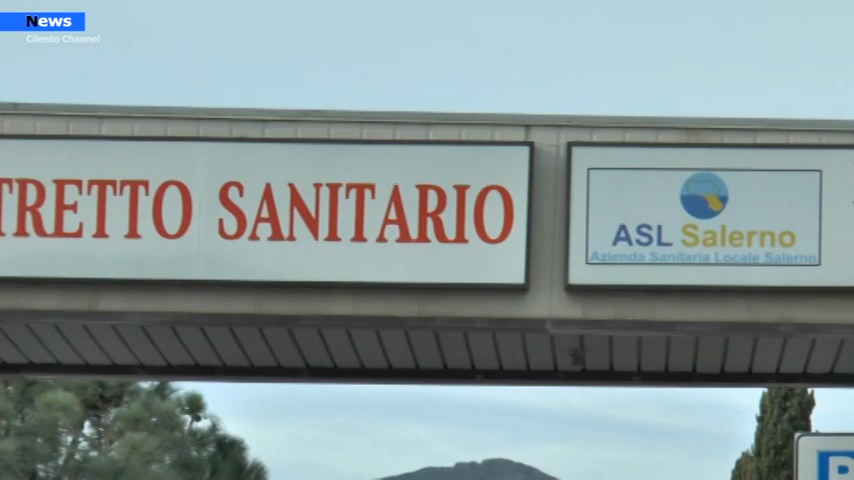 News
Cilento Channel
TRETTO SANITARIO
ASL Salerno
Azienda Sanitaria Locale Salerno
P